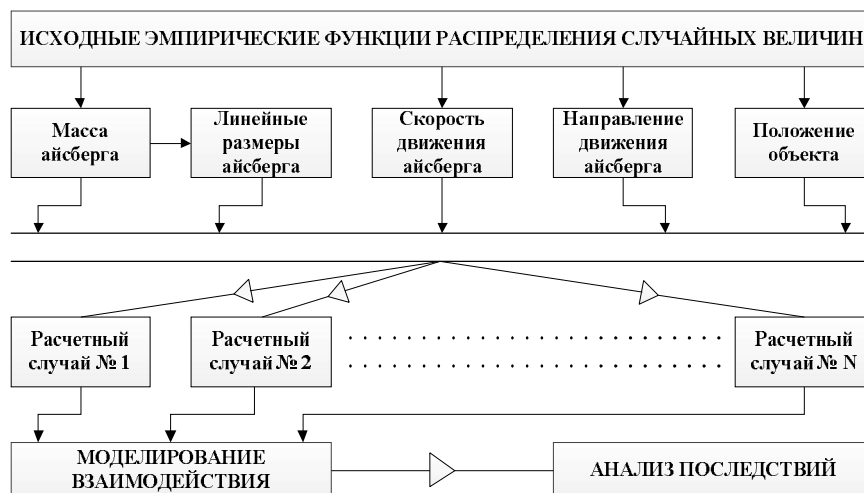 ИСХОДНЫЕ ЭМПИРИЧЕСКИЕ ФУНКЦИИ РАСПРЕДЕЛЕНИЯ СЛУЧАЙНЫХ ВЕЛИЧИН
Масса
айсберга
Линейные
размеры
айсберга
Скорость
движения
айсберга
Направление
движения
айсберга
Положение
объекта
Расчетный
случай № 1
Расчетный
случай № 2
Расчетный
случай № N
МОДЕЛИРОВАНИЕ
ВЗАИМОДЕЙСТВИЯ
АНАЛИЗ ПОСЛЕДСТВИЙ